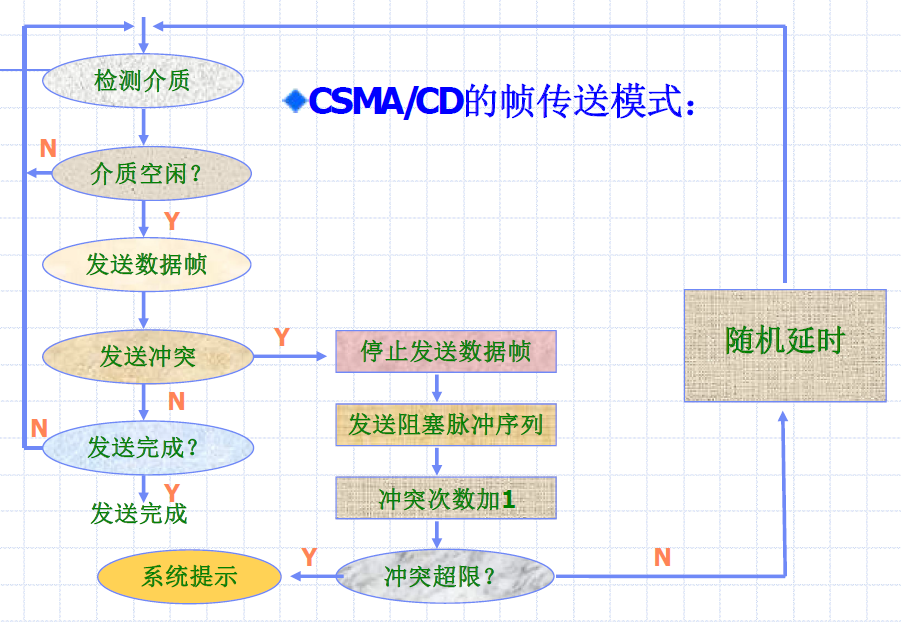 检测介质
CSMA/CD的帧传送模式：
N
介质空闲？
Y
发送数据帧
发送冲突
Y
停止发送数据帧
随机延时
N
发送阻塞脉冲序列
N
发送完成？
Y
发送完成
冲突次数加1
系统提示
Y
冲突超限？
N